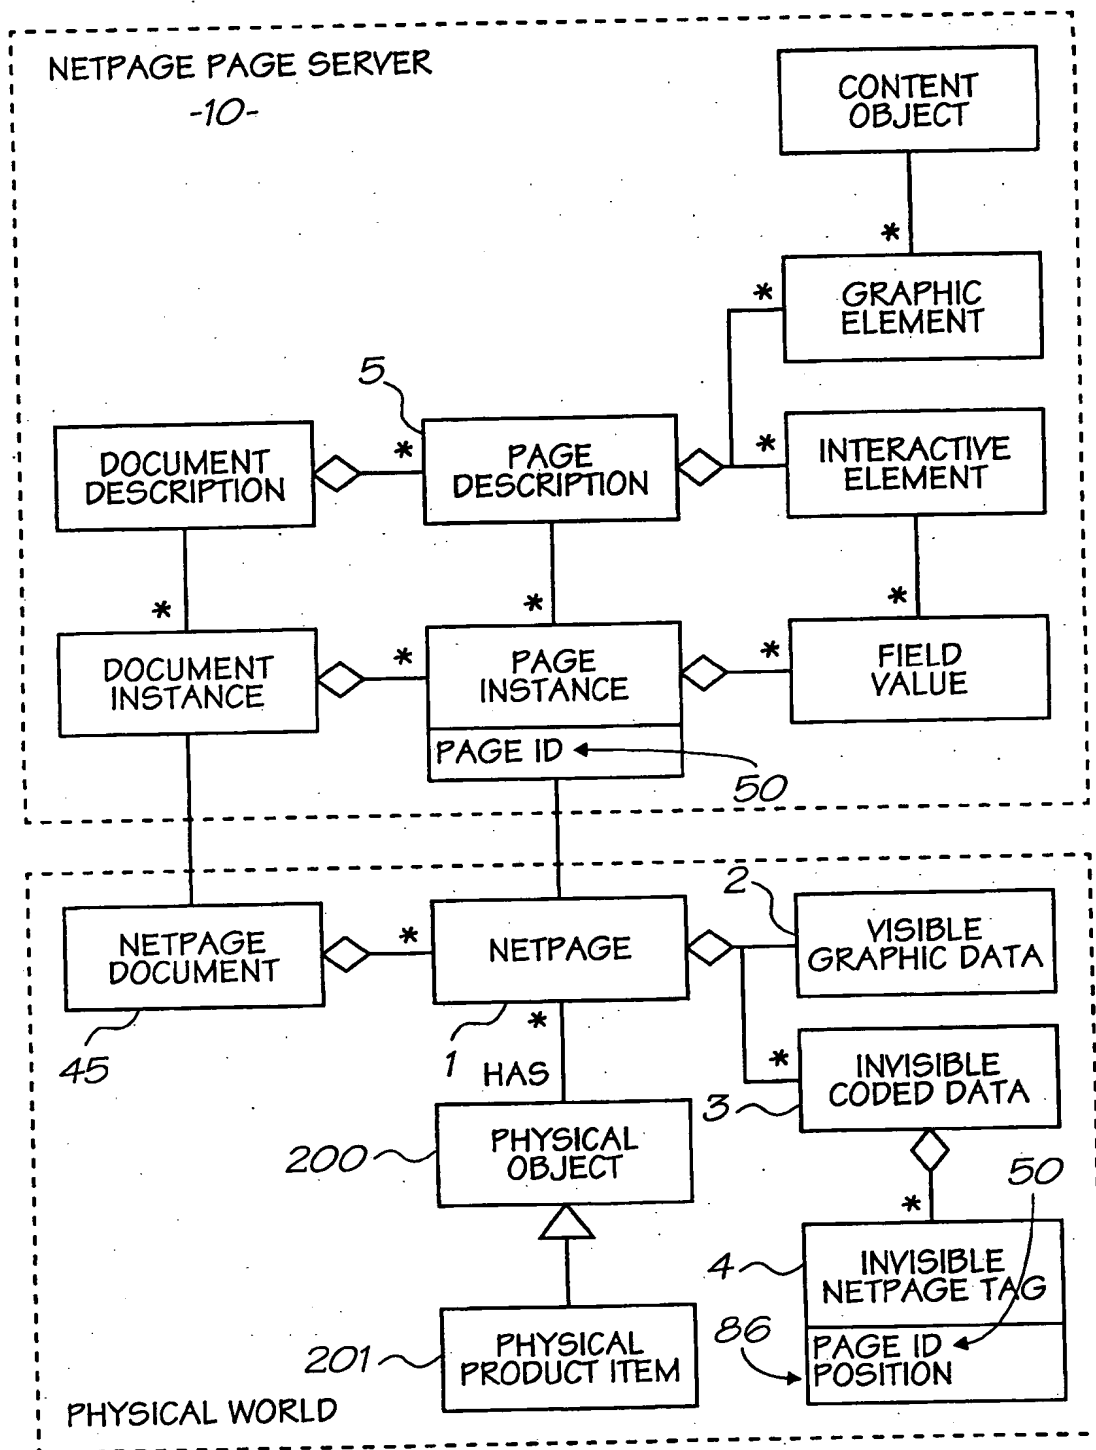 NETPAGE PAGE SERVER
-10-
CONTENT
OBJECT
*
GRAPHIC
ELEMENT
*
5
DOCUMENT
DESCRIPTION
*
PAGE
DESCRIPTION
*
INTERACTIVE
ELEMENT
*
*
*
DOCUMENT
INSTANCE
*
PAGE
INSTANCE
*
FIELD
VALUE
PAGE ID
50
NETPAGE
DOCUMENT
*
NETPAGE
2
VISIBLE
GRAPHIC DATA
45
1
*
HAS
*
INVISIBLE
CODED DATA
3
200
PHYSICAL
OBJECT
50
*
4
INVISIBLE
NETPAGE TAG
86
PAGE ID
POSITION
201
PHYSICAL
PRODUCT ITEM
PHYSICAL WORLD